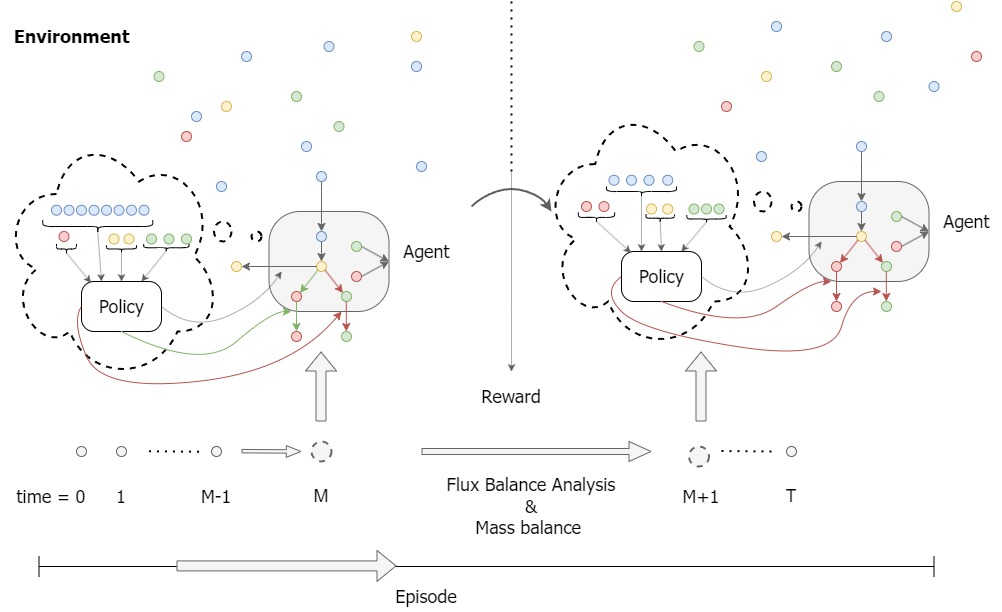 Environment
Agent
Policy
Agent
Policy
Reward
time = 0
1
M-1
M
Flux Balance Analysis
&
Mass balance
M+1
T
Episode